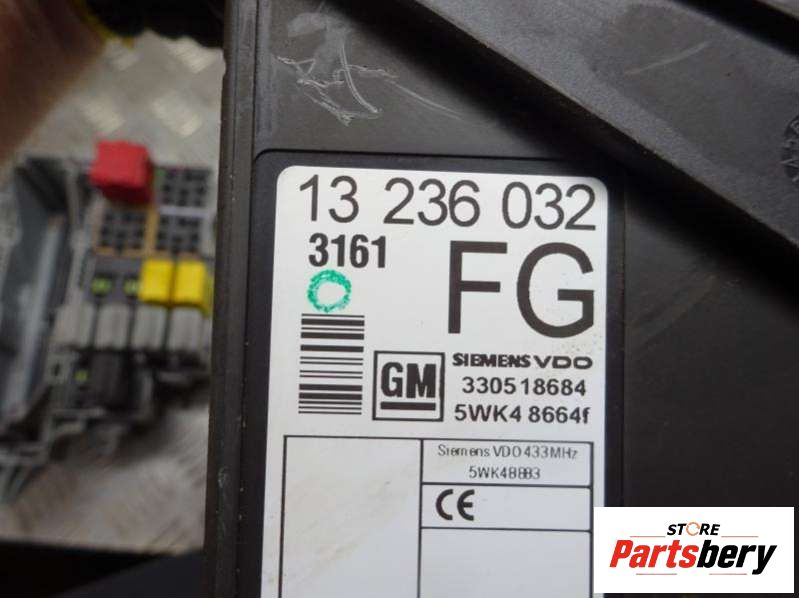 13 236 032
3161
FG
GM
SIEMENS VDO
330518684
5WK4 8664f
Siemens VDO 433MHz
5WK48883
CE
STORE
Partsbery